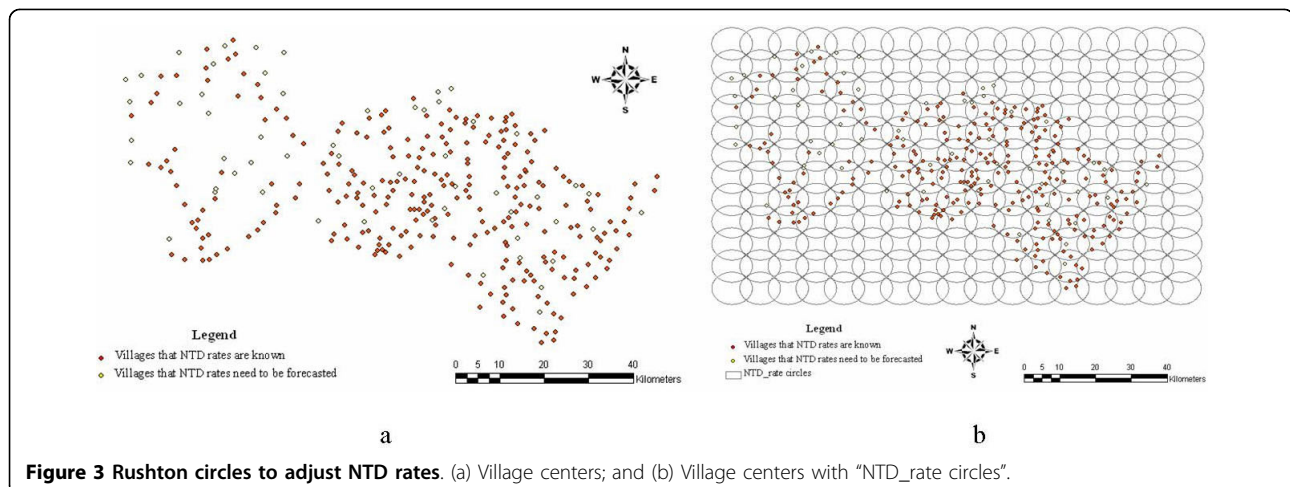 N
W E
S
Legend
Villages that NTD rates are known
Villages that NTD rates need to be forecasted
0 5 10 20 30 40
Kilometers
a
Legend
Villages that NTD rates are known
Villages that NTD rates need to be forecasted
NTD_rate circles
N
W E
S
0 5 10 20 30 40
Kilometers
b
Figure 3 Rushton circles to adjust NTD rates. (a) Village centers; and (b) Village centers with “NTD_rate circles”.